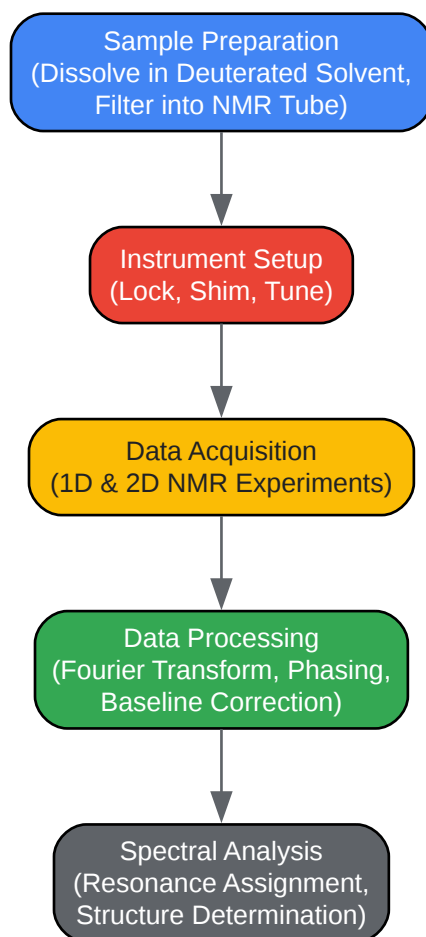 Sample Preparation
(Dissolve in Deuterated Solvent,
Filter into NMR Tube)
Instrument Setup
(Lock, Shim, Tune)
Data Acquisition
(1D & 2D NMR Experiments)
Data Processing
(Fourier Transform, Phasing,
Baseline Correction)
Spectral Analysis
(Resonance Assignment,
Structure Determination)